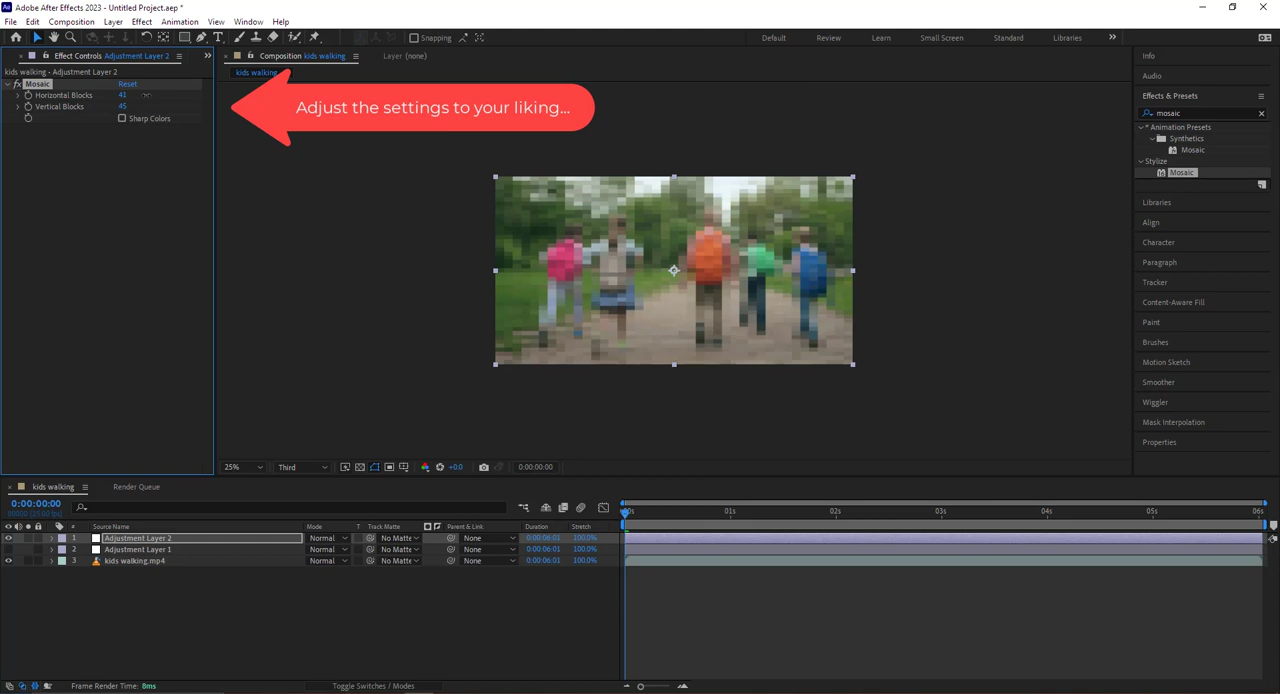 Adobe After Effects 2023 - Untitled Project.aep *
File Edit Composition Layer Effect Animation View Window Help
Snapping
Default Review Learn Small Screen Standard Libraries
Effect Controls Adjustment Layer 2
kids walking - Adjustment Layer 2
fx Mosaic Reset
Horizontal Blocks 41
Vertical Blocks 45
Sharp Colors
Composition kids walking
Layer (none)
kids walking
Adjust the settings to your liking...
25% Third +0.0 0:00:00:00
Info
Audio
Effects & Presets
mosaic
* Animation Presets
Synthetics
Mosaic
Stylize
Mosaic
Libraries
Align
Character
Paragraph
Tracker
Content-Aware Fill
Paint
Brushes
Motion Sketch
Smoother
Wiggler
Mask Interpolation
Properties
kids walking
Render Queue
0:00:00:00
00000 (25.00 fps)
:00s 01s 02s 03s 04s 05s 06s
# Source Name Mode T Track Matte Parent & Link Duration Stretch
1 Adjustment Layer 2 Normal No Matte None 0:00:06:01 100.0%
2 Adjustment Layer 1 Normal No Matte None 0:00:06:01 100.0%
3 kids walking.mp4 Normal No Matte None 0:00:06:01 100.0%
Frame Render Time: 8ms
Toggle Switches / Modes